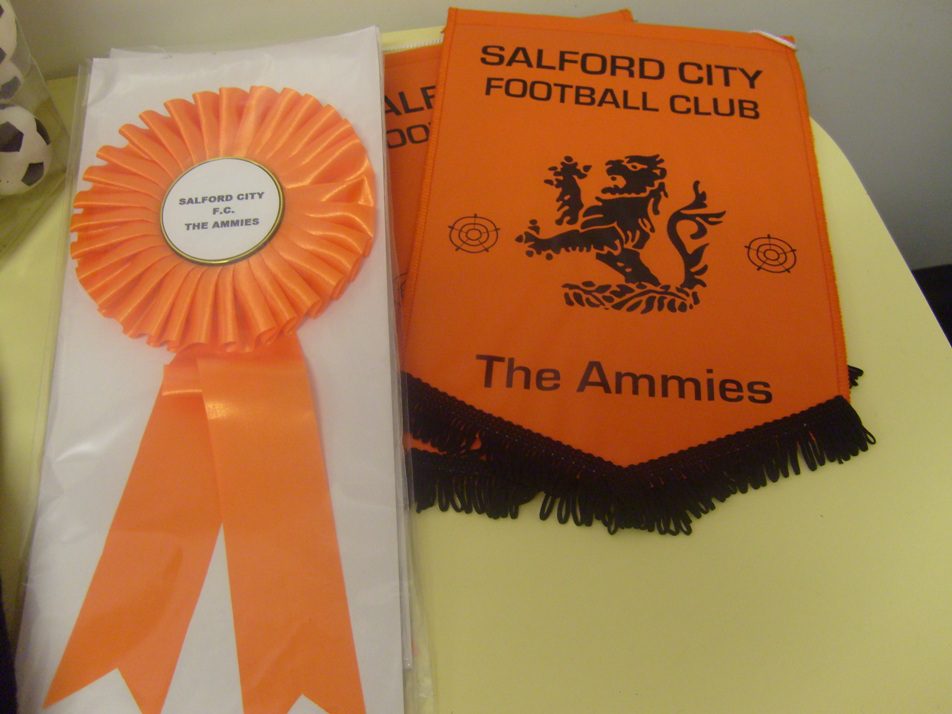 SALFORD CITY
F.C.
THE AMMIES
SALFORD CITY
FOOTBALL CLUB
The Ammies